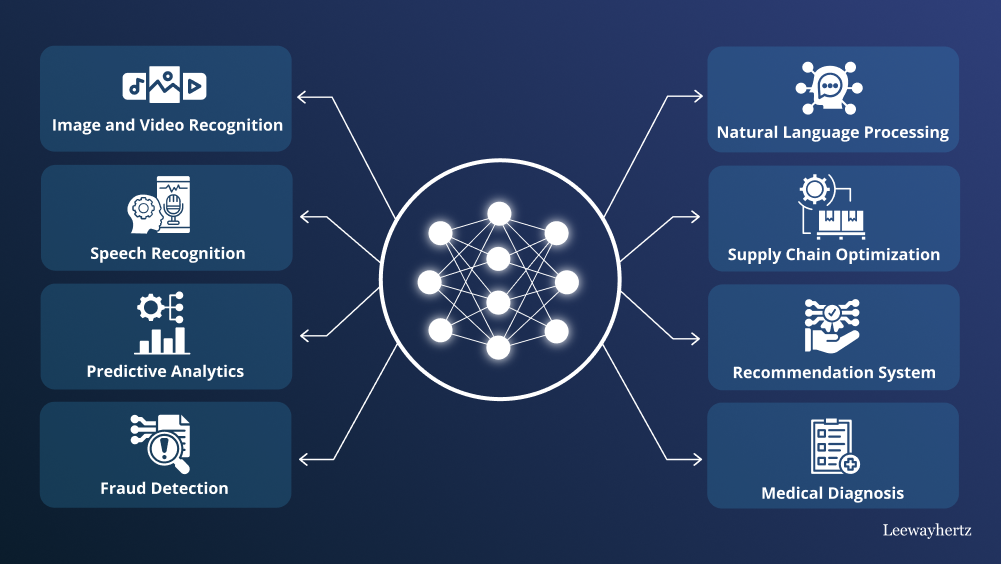 Image and Video Recognition
Speech Recognition
Predictive Analytics
Fraud Detection
Natural Language Processing
Supply Chain Optimization
Recommendation System
Medical Diagnosis
Leewayhertz